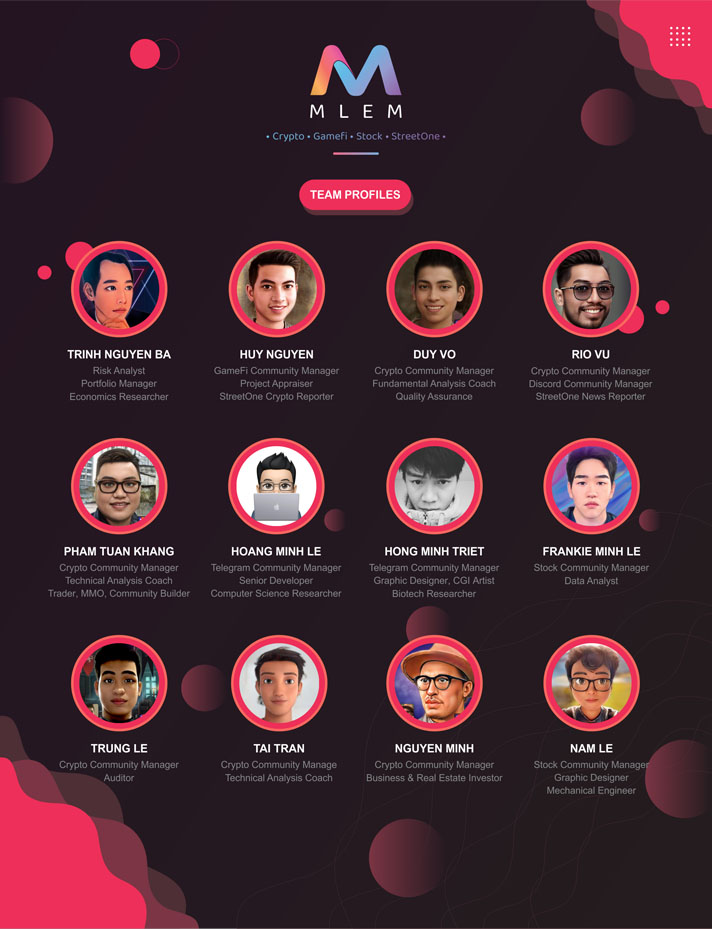 MLEM
• Crypto • Gamefi • Stock • StreetOne •
TEAM PROFILES
TRINH NGUYEN BA
Risk Analyst
Portfolio Manager
Economics Researcher
HUY NGUYEN
GameFi Community Manager
Project Appraiser
StreetOne Crypto Reporter
DUY VO
Crypto Community Manager
Fundamental Analysis Coach
Quality Assurance
RIO VU
Crypto Community Manager
Discord Community Manager
StreetOne News Reporter
PHAM TUAN KHANG
Crypto Community Manager
Technical Analysis Coach
Trader, MMO, Community Builder
HOANG MINH LE
Telegram Community Manager
Senior Developer
Computer Science Researcher
HONG MINH TRIET
Telegram Community Manager
Graphic Designer, CGI Artist
Biotech Researcher
FRANKIE MINH LE
Stock Community Manager
Data Analyst
TRUNG LE
Crypto Community Manager
Auditor
TAI TRAN
Crypto Community Manage
Technical Analysis Coach
NGUYEN MINH
Crypto Community Manager
Business & Real Estate Investor
NAM LE
Stock Community Manager
Graphic Designer
Mechanical Engineer